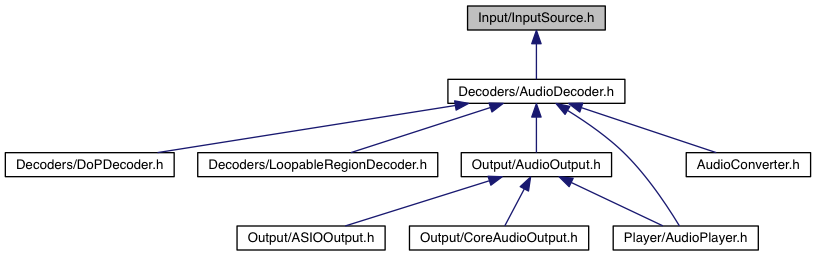 Input/InputSource.h
Decoders/AudioDecoder.h
Decoders/DoPDecoder.h
Decoders/LoopableRegionDecoder.h
Output/AudioOutput.h
AudioConverter.h
Output/ASIOOutput.h
Output/CoreAudioOutput.h
Player/AudioPlayer.h